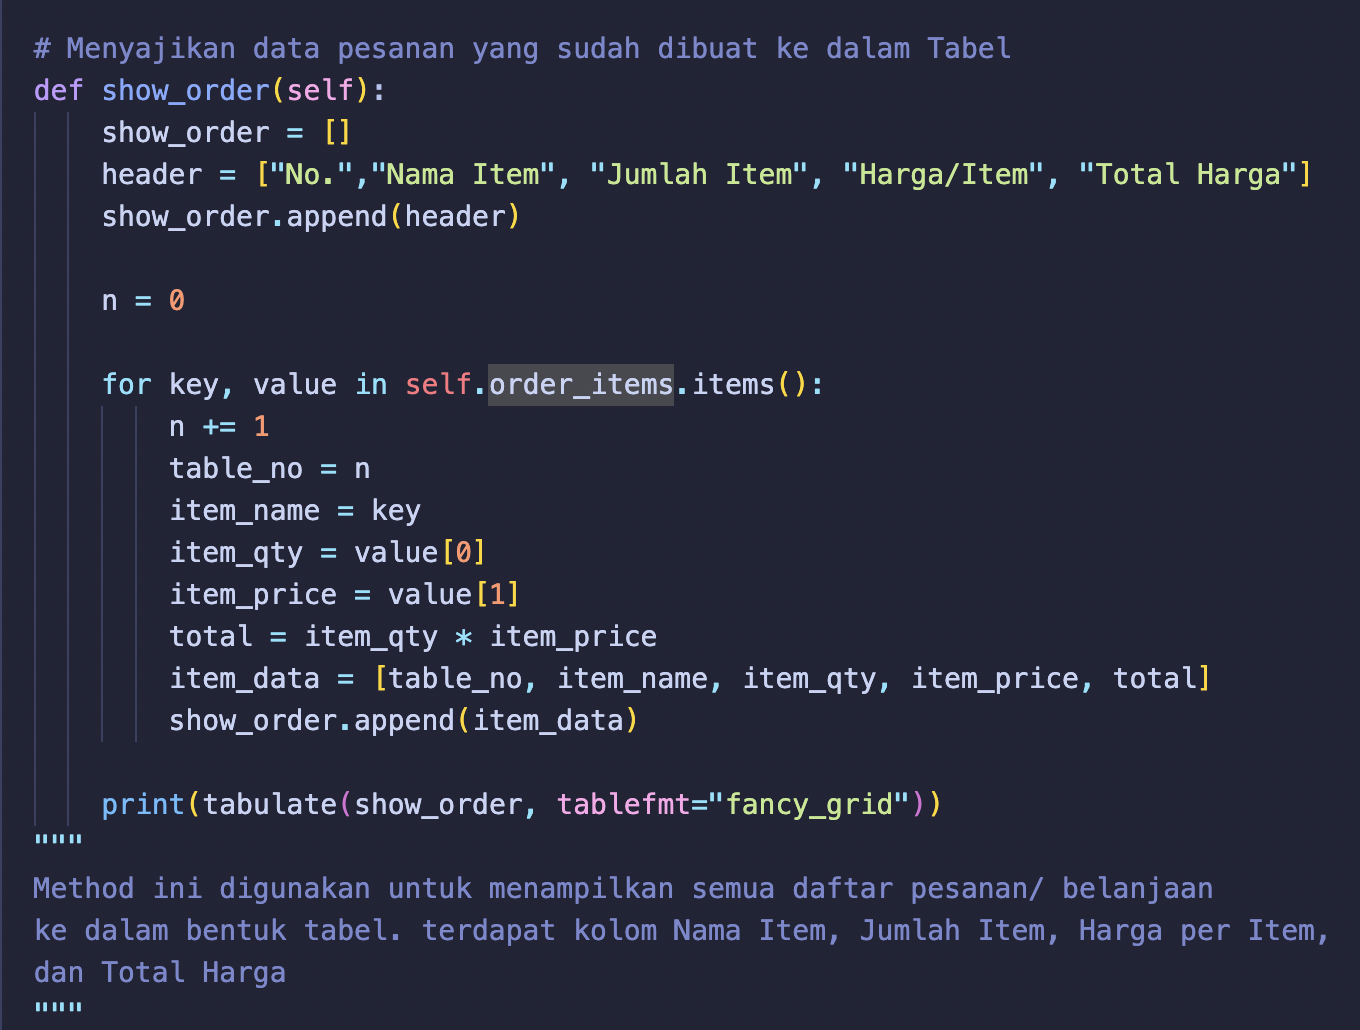 # Menyajikan data pesanan yang sudah dibuat ke dalam Tabel
def show_order(self):
    show_order = []
    header = ["No.","Nama Item", "Jumlah Item", "Harga/Item", "Total Harga"]
    show_order.append(header)

    n = 0

    for key, value in self.order_items.items():
        n += 1
        table_no = n
        item_name = key
        item_qty = value[0]
        item_price = value[1]
        total = item_qty * item_price
        item_data = [table_no, item_name, item_qty, item_price, total]
        show_order.append(item_data)

    print(tabulate(show_order, tablefmt="fancy_grid"))
"""
Method ini digunakan untuk menampilkan semua daftar pesanan/ belanjaan
ke dalam bentuk tabel. terdapat kolom Nama Item, Jumlah Item, Harga per Item,
dan Total Harga
"""